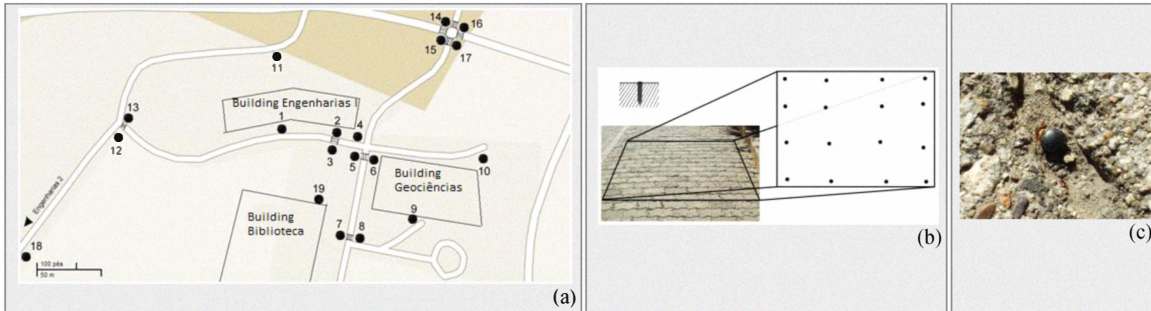 14
16
15
17
11
13
12
Building Engenharias I
1
2
4
3
5
6
10
Building
Geociências
9
19
Building
Biblioteca
7
8
Engenharias 2
18
100 pés
50 m
(a)
(b)
(c)